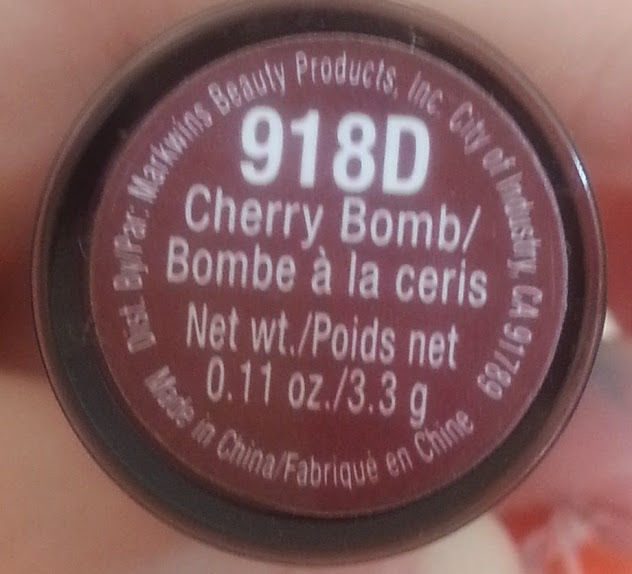 Dist. By/Par: Markwins Beauty Products, Inc. City of Industry, CA 91789
918D
Cherry Bomb/
Bombe à la ceris
Net wt./Poids net
0.11 oz./3.3 g
Made in China/Fabriqué en Chine